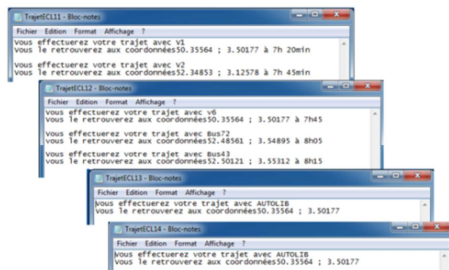 TrajetECL11 - Bloc-notes
Fichier Edition Format Affichage ?
Vous effectuerez votre trajet avec V1
Vous le retrouverez aux coordonnées50.35564 ; 3.50177 à 7h 20min
Vous effectuerez votre trajet avec V2
Vous le retrouverez aux coordonnées52.34853 ; 3.12578 à 7h 45min
TrajetECL12 - Bloc-notes
Fichier Edition Format Affichage ?
Vous effectuerez votre trajet avec v6
Vous le retrouverez aux coordonnées50.35564 ; 3.50177 à 7h45
Vous effectuerez votre trajet avec Bus72
Vous le retrouverez aux coordonnées52.48561 ; 3.54895 à 8h05
Vous effectuerez votre trajet avec Bus43
Vous le retrouverez aux coordonnées52.50121 ; 3.55312 à 8h15
TrajetECL13 - Bloc-notes
Fichier Edition Format Affichage ?
Vous effectuerez votre trajet avec AUTOLIB
Vous le retrouverez aux coordonnées50.35564 ; 3.50177
TrajetECL14 - Bloc-notes
Fichier Edition Format Affichage ?
Vous effectuerez votre trajet avec AUTOLIB
Vous le retrouverez aux coordonnées50.35564 ; 3.50177